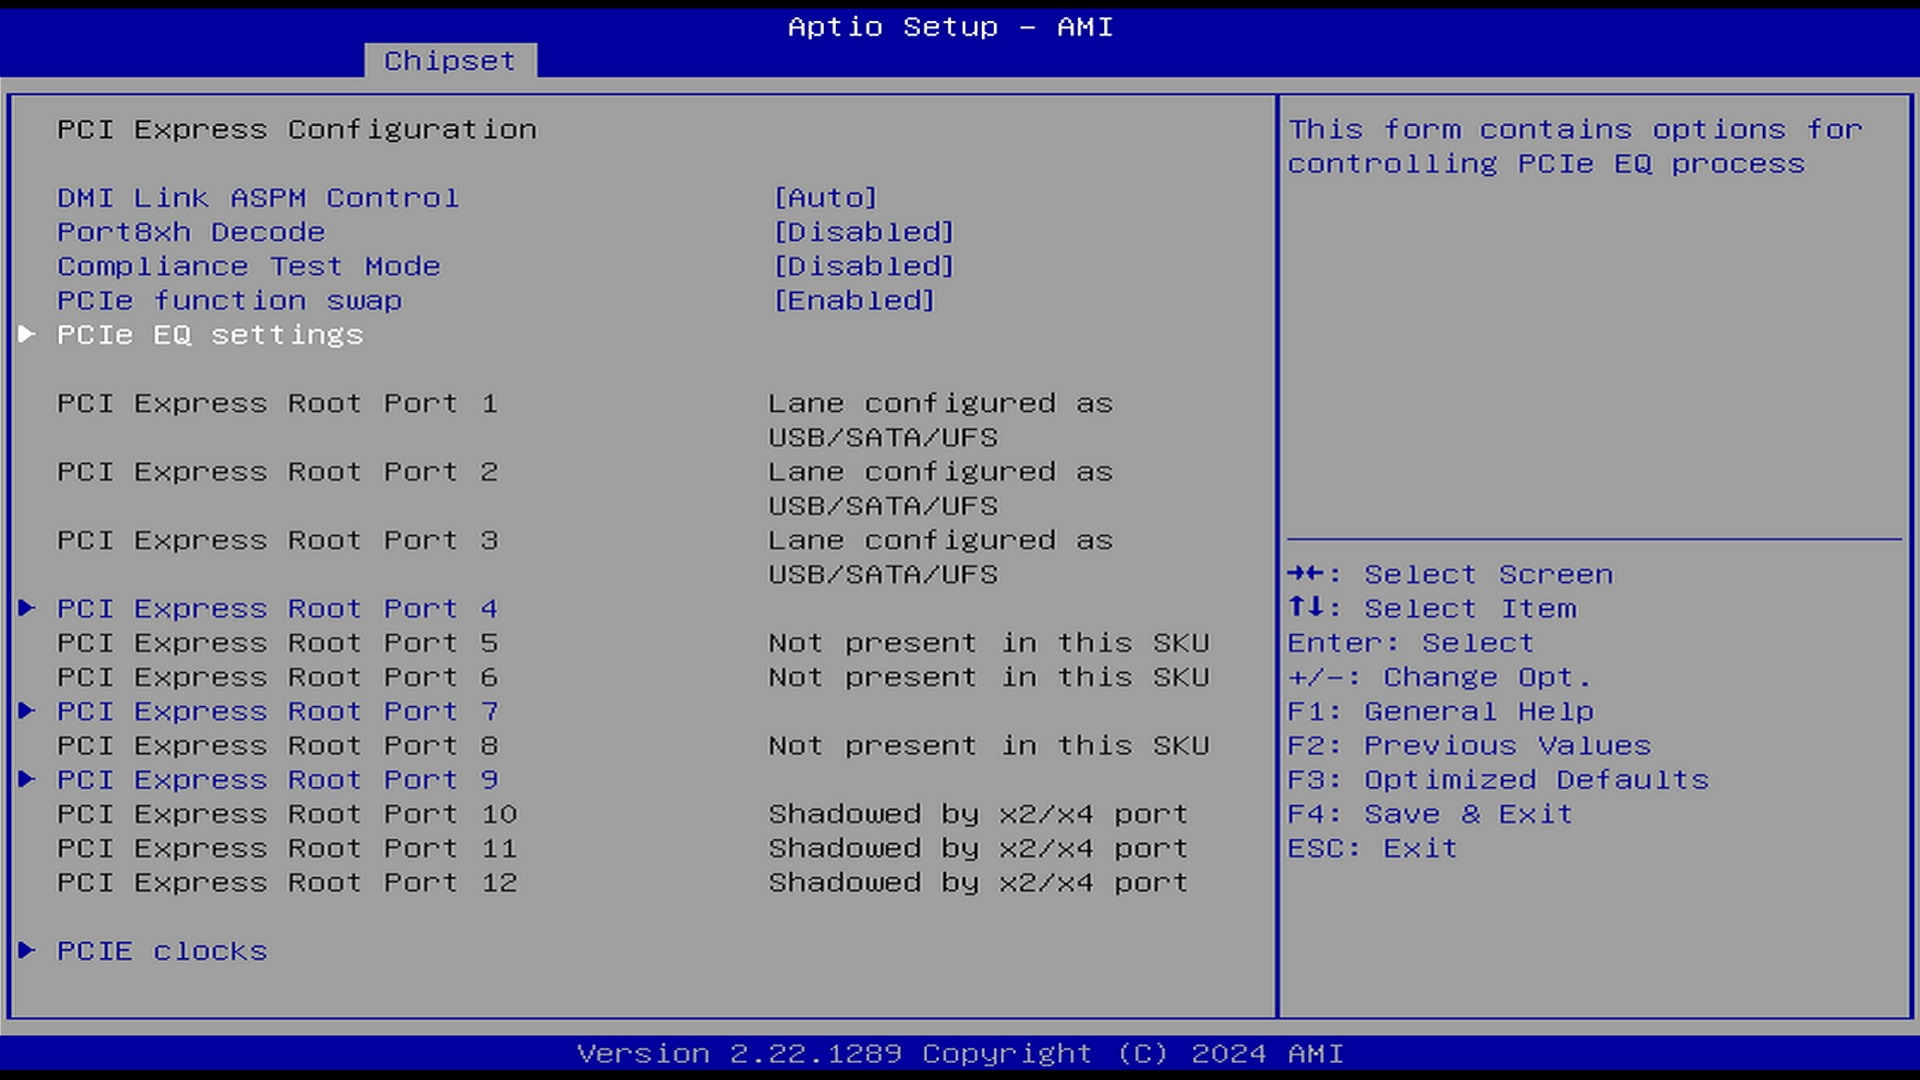 Aptio Setup – AMI
Chipset
PCI Express Configuration
DMI Link ASPM Control [Auto]
Port8xh Decode [Disabled]
Compliance Test Mode [Disabled]
PCIe function swap [Enabled]
► PCIe EQ settings
PCI Express Root Port 1 Lane configured as
USB/SATA/UFS
PCI Express Root Port 2 Lane configured as
USB/SATA/UFS
PCI Express Root Port 3 Lane configured as
USB/SATA/UFS
► PCI Express Root Port 4
PCI Express Root Port 5 Not present in this SKU
PCI Express Root Port 6 Not present in this SKU
► PCI Express Root Port 7
PCI Express Root Port 8 Not present in this SKU
► PCI Express Root Port 9
PCI Express Root Port 10 Shadowed by x2/x4 port
PCI Express Root Port 11 Shadowed by x2/x4 port
PCI Express Root Port 12 Shadowed by x2/x4 port
► PCIE clocks
This form contains options for
controlling PCIe EQ process
→←: Select Screen
↑↓: Select Item
Enter: Select
+/-: Change Opt.
F1: General Help
F2: Previous Values
F3: Optimized Defaults
F4: Save & Exit
ESC: Exit
Version 2.22.1289 Copyright (C) 2024 AMI